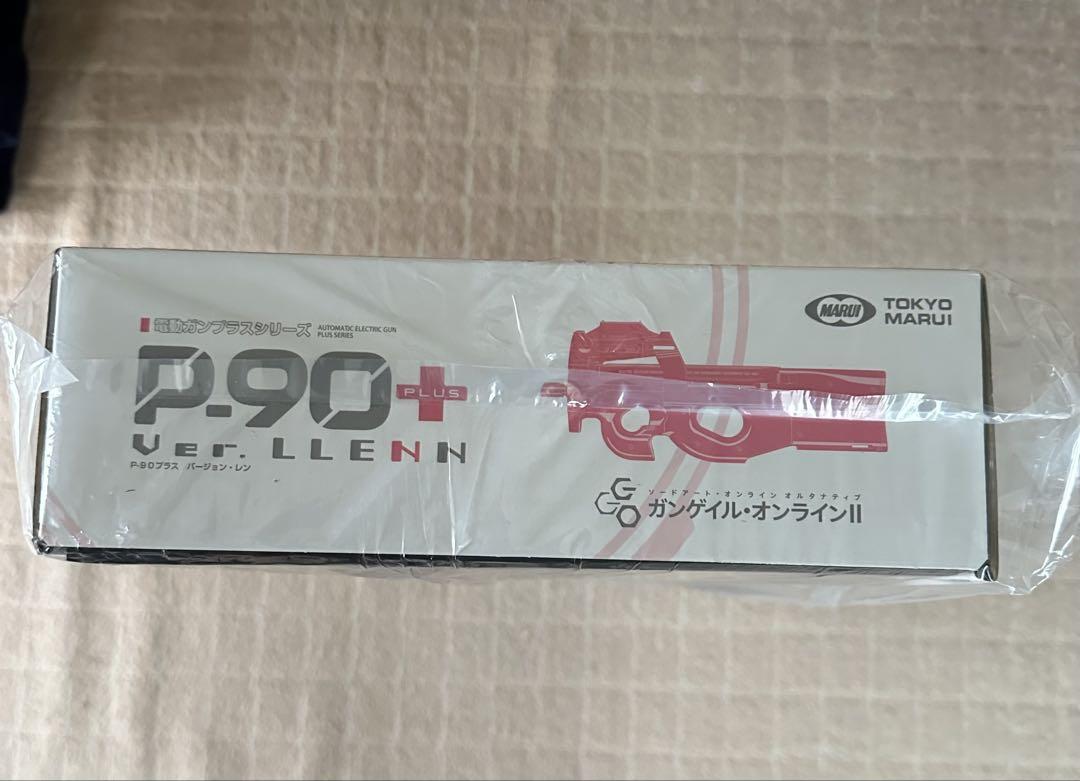 電動ガンプラスシリーズ AUTOMATIC ELECTRIC GUN PLUS SERIES
P-90+ PLUS
Ver. LLENN
P-90プラス バージョン・レン
MARUI TOKYO MARUI
GGO ソードアート・オンライン オルタナティブ
ガンゲイル・オンラインII